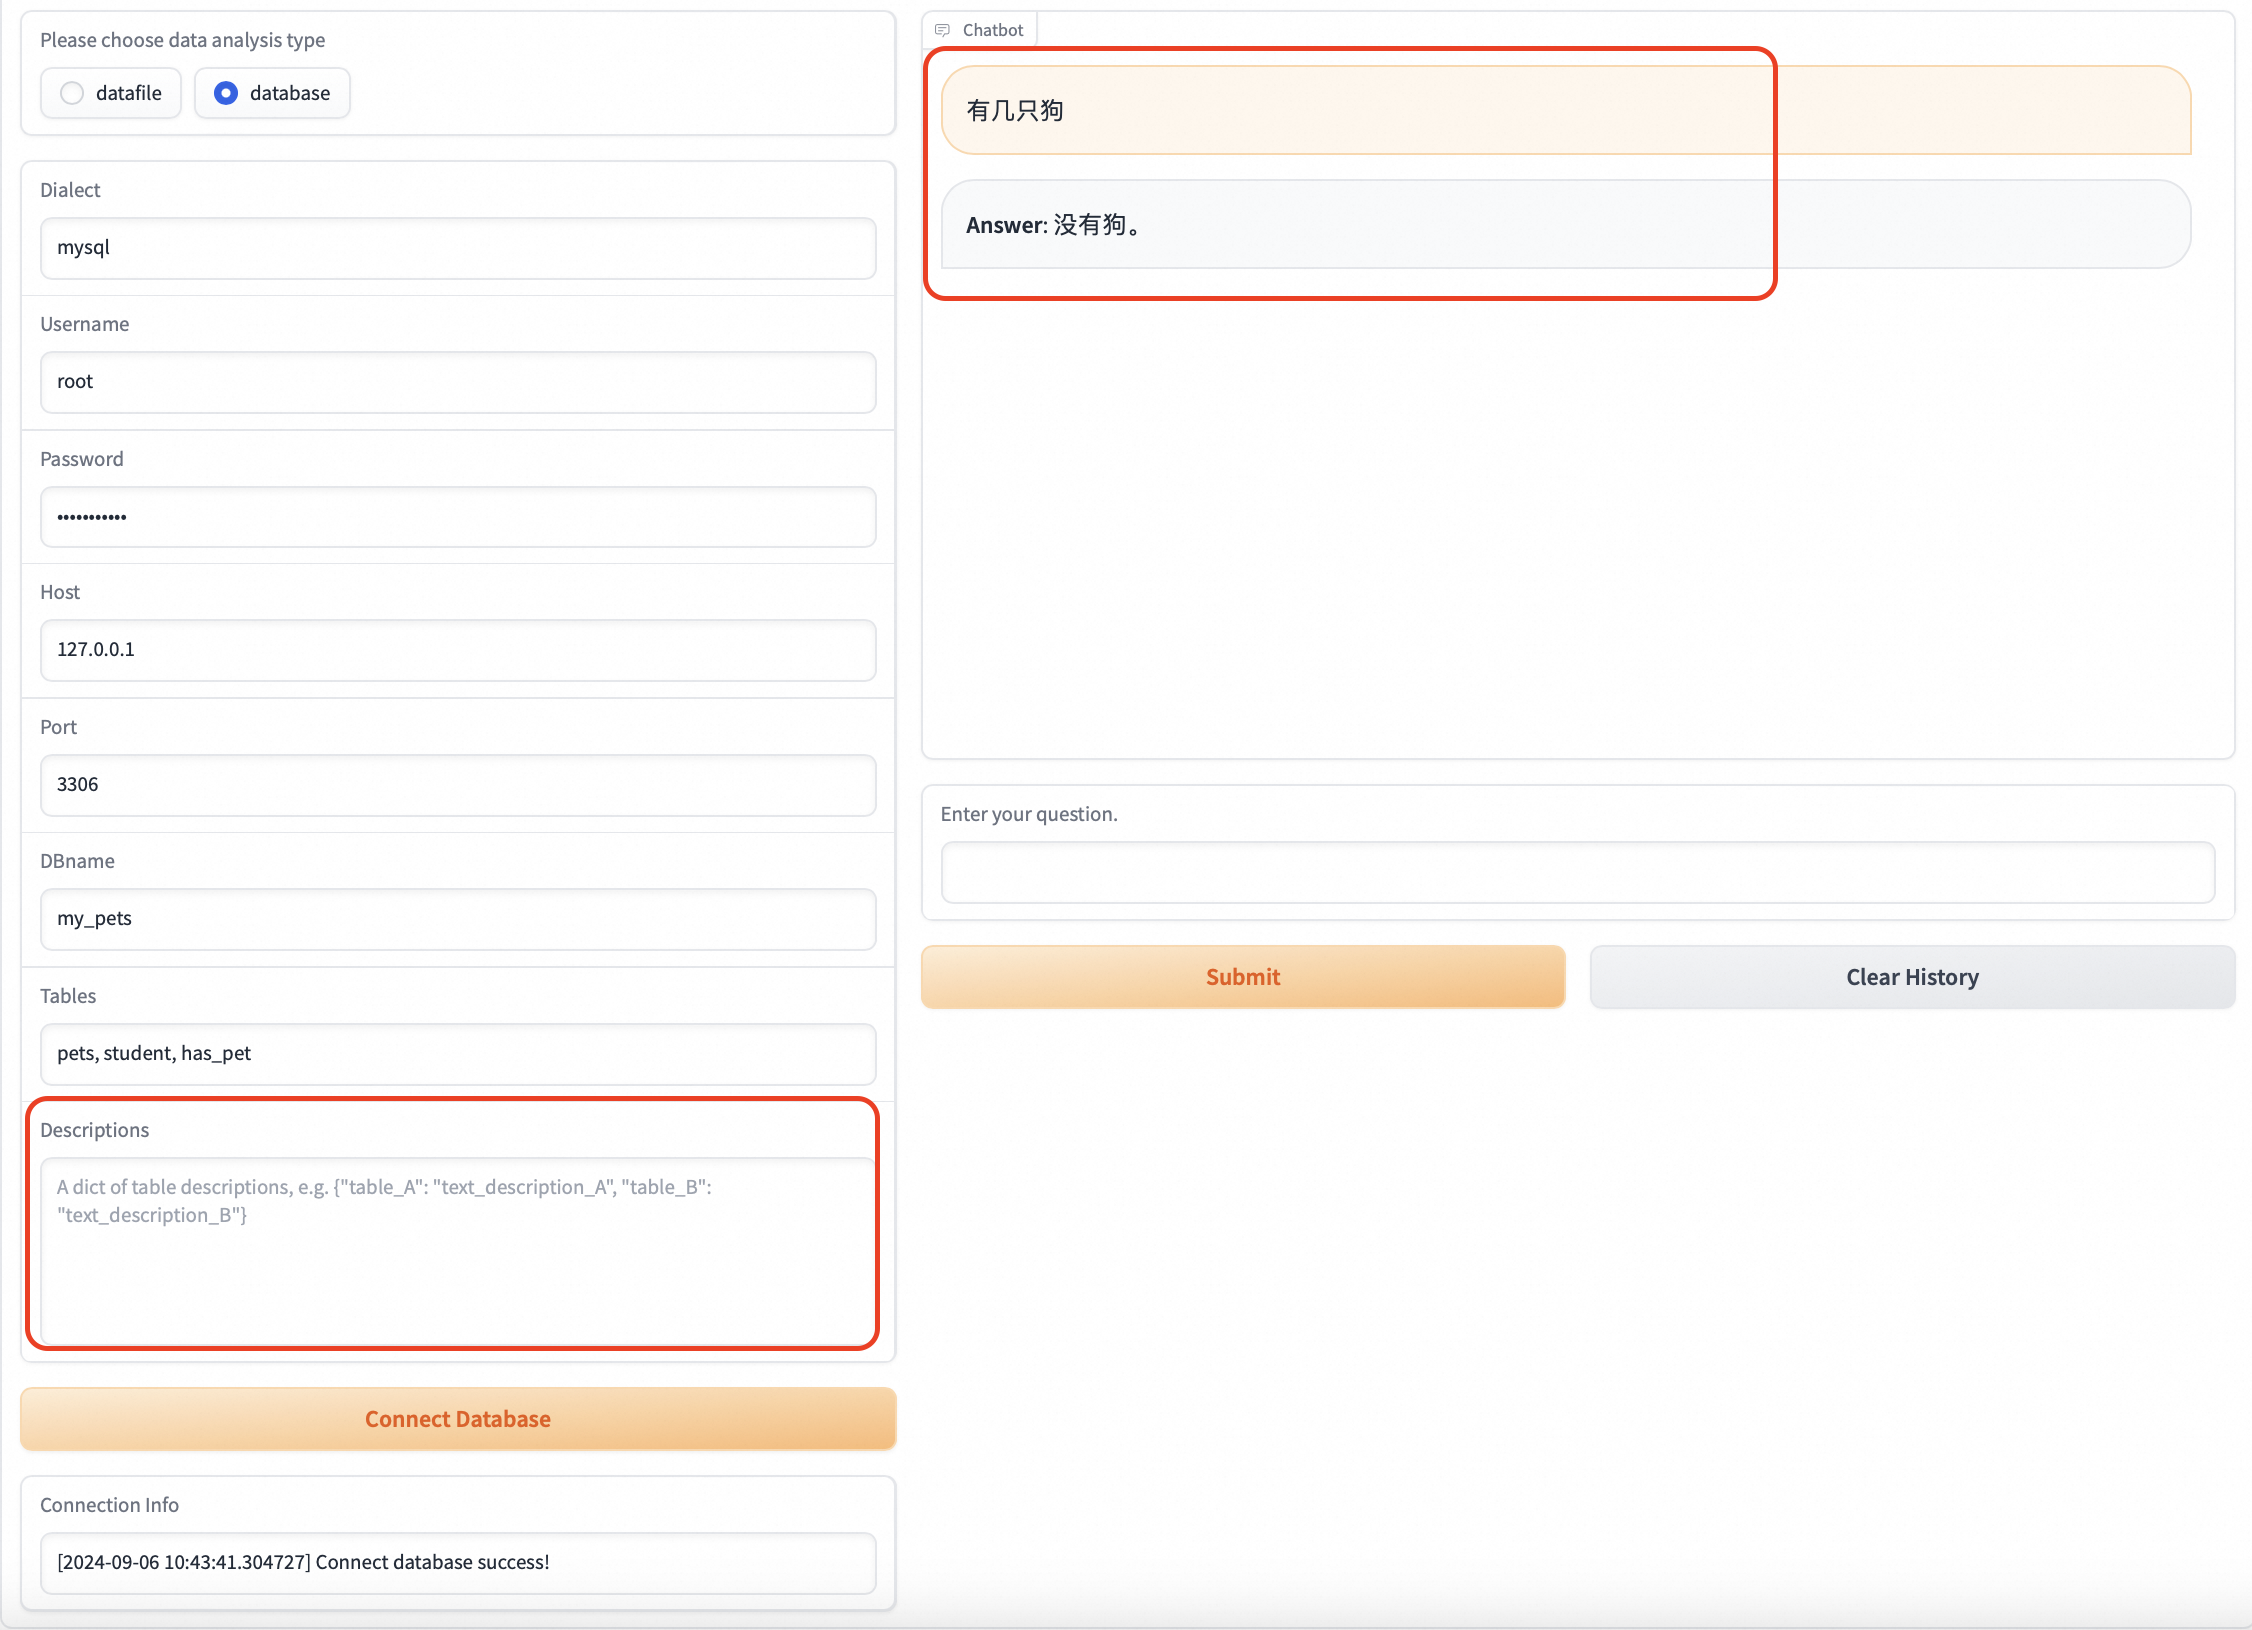 Please choose data analysis type
datafile
database
Dialect
mysql
Username
root
Password
•••••••••••
Host
127.0.0.1
Port
3306
DBname
my_pets
Tables
pets, student, has_pet
Descriptions
A dict of table descriptions, e.g. {"table_A": "text_description_A", "table_B":
"text_description_B"}
Connect Database
Connection Info
[2024-09-06 10:43:41.304727] Connect database success!
Chatbot
有几只狗
Answer: 没有狗。
Enter your question.
Submit
Clear History